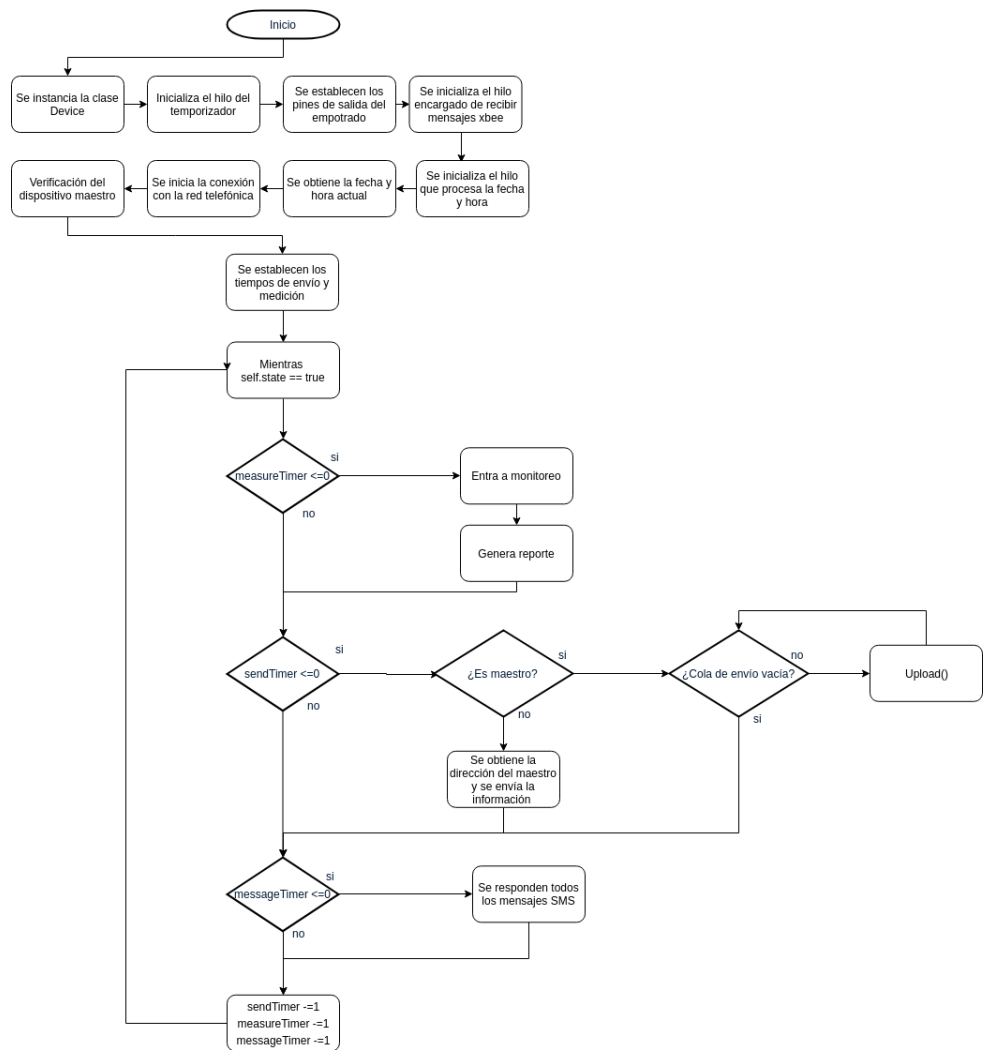 Inicio
Se instancia la clase
Device
Inicializa el hilo del
temporizador
Se establecen los
pines de salida del
empotrado
Se inicializa el hilo
encargado de recibir
mensajes xbee
Se inicializa el hilo
que procesa la fecha
y hora
Se obtiene la fecha y
hora actual
Se inicia la conexión
con la red telefónica
Verificación del
dispositivo maestro
Se establecen los
tiempos de envío y
medición
Mientras
self.state == true
measureTimer <=0
si
no
Entra a monitoreo
Genera reporte
sendTimer <=0
si
no
¿Es maestro?
si
no
¿Cola de envío vacía?
no
si
Upload()
Se obtiene la
dirección del maestro
y se envía la
información
messageTimer <=0
si
no
Se responden todos
los mensajes SMS
sendTimer -=1
measureTimer -=1
messageTimer -=1